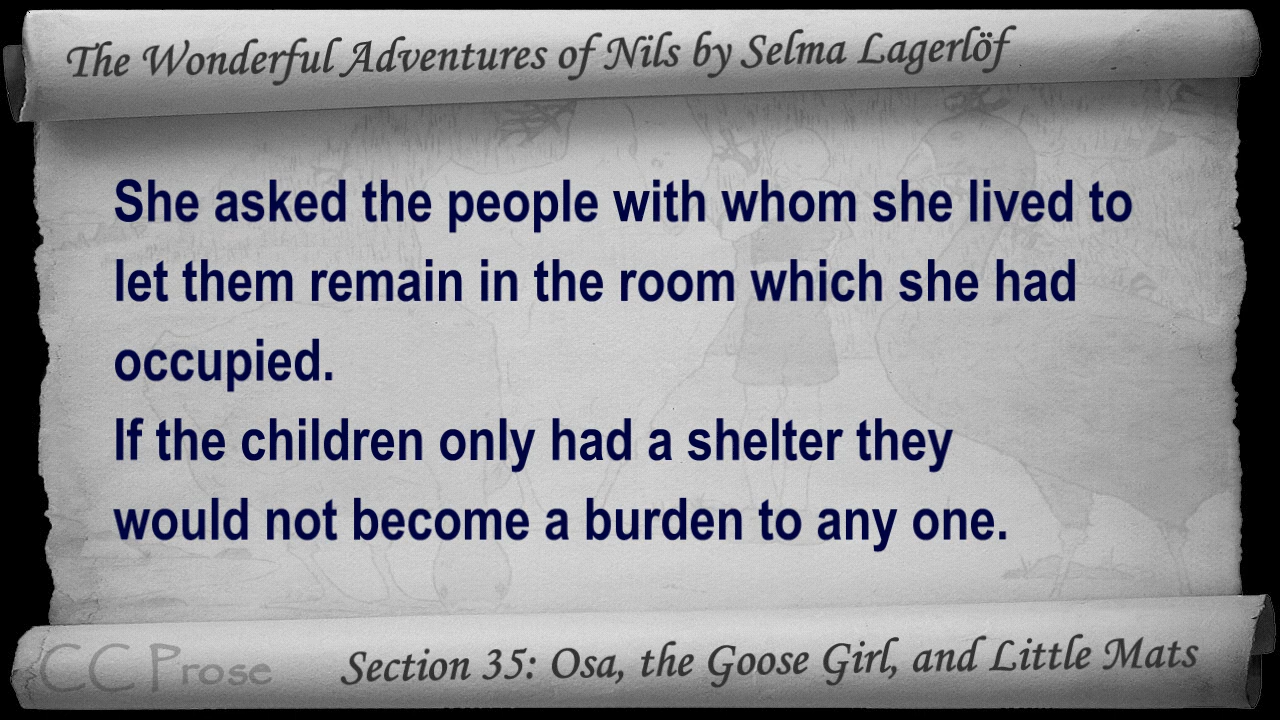 The Wonderful Adventures of Nils by Selma Lagerlöf
She asked the people with whom she lived to
let them remain in the room which she had
occupied.
If the children only had a shelter they
would not become a burden to any one.
CC Prose
Section 35: Osa, the Goose Girl, and Little Mats